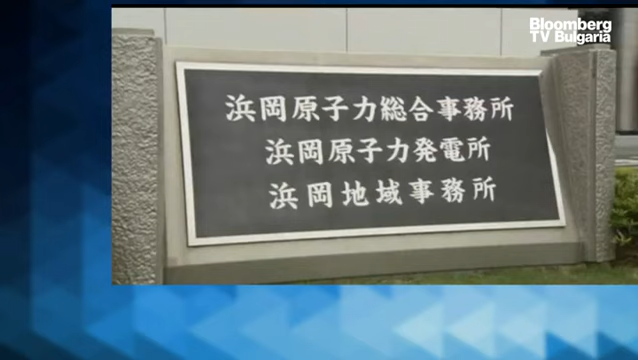 Bloomberg
TV Bulgaria
浜岡原子力総合事務所
浜岡原子力発電所
浜岡地域事務所